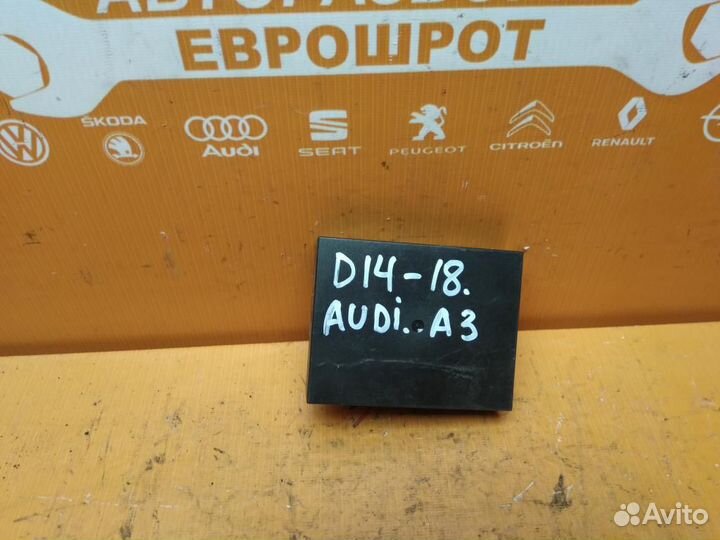 ЕВРОШРОТ
ŠKODA
Audi
SEAT
PEUGEOT
CITROËN
RENAULT
D14-18.
AUDi. A3
Avito